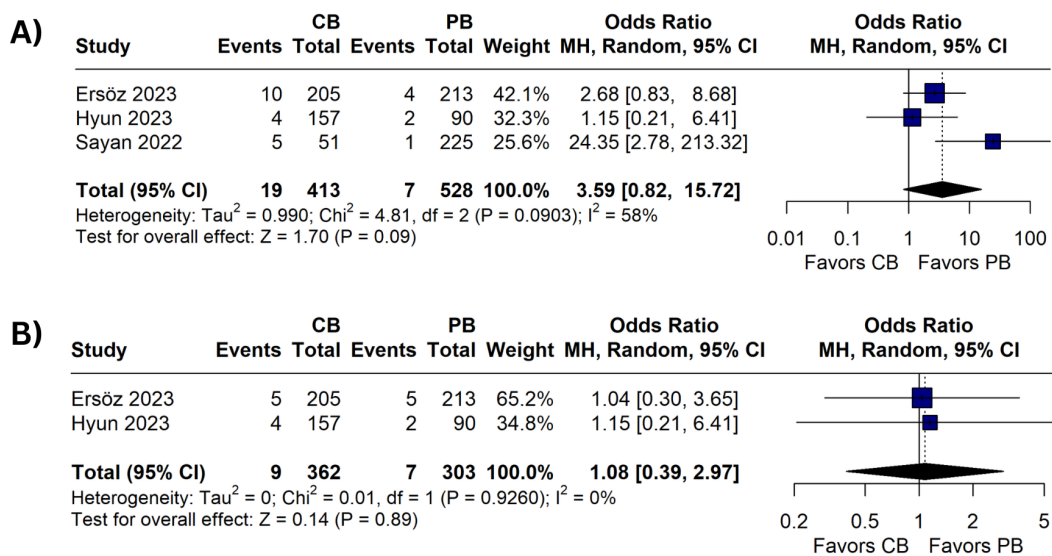 A)
CB PB Odds Ratio Odds Ratio
Study Events Total Events Total Weight MH, Random, 95% CI MH, Random, 95% CI
Ersöz 2023 10 205 4 213 42.1% 2.68 [0.83, 8.68]
Hyun 2023 4 157 2 90 32.3% 1.15 [0.21, 6.41]
Sayan 2022 5 51 1 225 25.6% 24.35 [2.78, 213.32]
Total (95% CI) 19 413 7 528 100.0% 3.59 [0.82, 15.72]
Heterogeneity: Tau² = 0.990; Chi² = 4.81, df = 2 (P = 0.0903); I² = 58%
Test for overall effect: Z = 1.70 (P = 0.09)
0.01 0.1 1 10 100
Favors CB Favors PB
B)
CB PB Odds Ratio Odds Ratio
Study Events Total Events Total Weight MH, Random, 95% CI MH, Random, 95% CI
Ersöz 2023 5 205 5 213 65.2% 1.04 [0.30, 3.65]
Hyun 2023 4 157 2 90 34.8% 1.15 [0.21, 6.41]
Total (95% CI) 9 362 7 303 100.0% 1.08 [0.39, 2.97]
Heterogeneity: Tau² = 0; Chi² = 0.01, df = 1 (P = 0.9260); I² = 0%
Test for overall effect: Z = 0.14 (P = 0.89)
0.2 0.5 1 2 5
Favors CB Favors PB